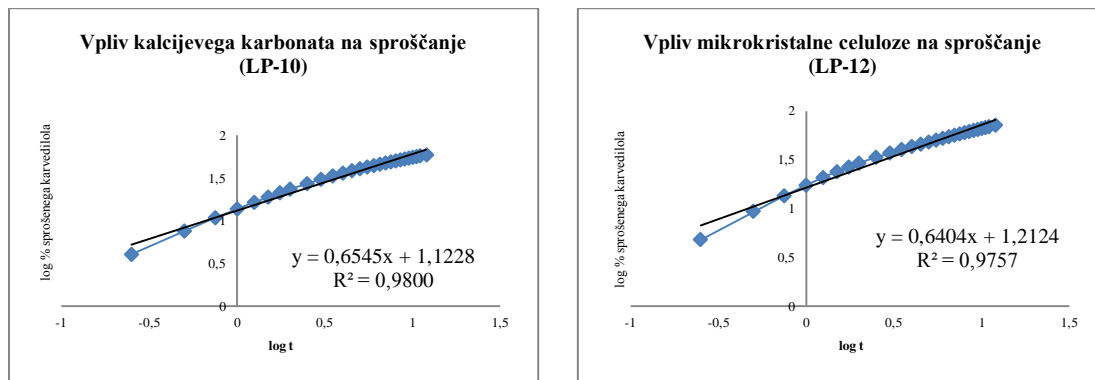 Vpliv kalcijevega karbonata na sproščanje
(LP-10)
log % sproščenega karvedilola
2
1,5
1
0,5
0
-1
-0,5
0
0,5
1
1,5
y = 0,6545x + 1,1228
R² = 0,9800
log t
Vpliv mikrokristalne celuloze na sproščanje
(LP-12)
log % sproščenega karvedilola
2
1,5
1
0,5
0
-1
-0,5
0
0,5
1
1,5
y = 0,6404x + 1,2124
R² = 0,9757
log t